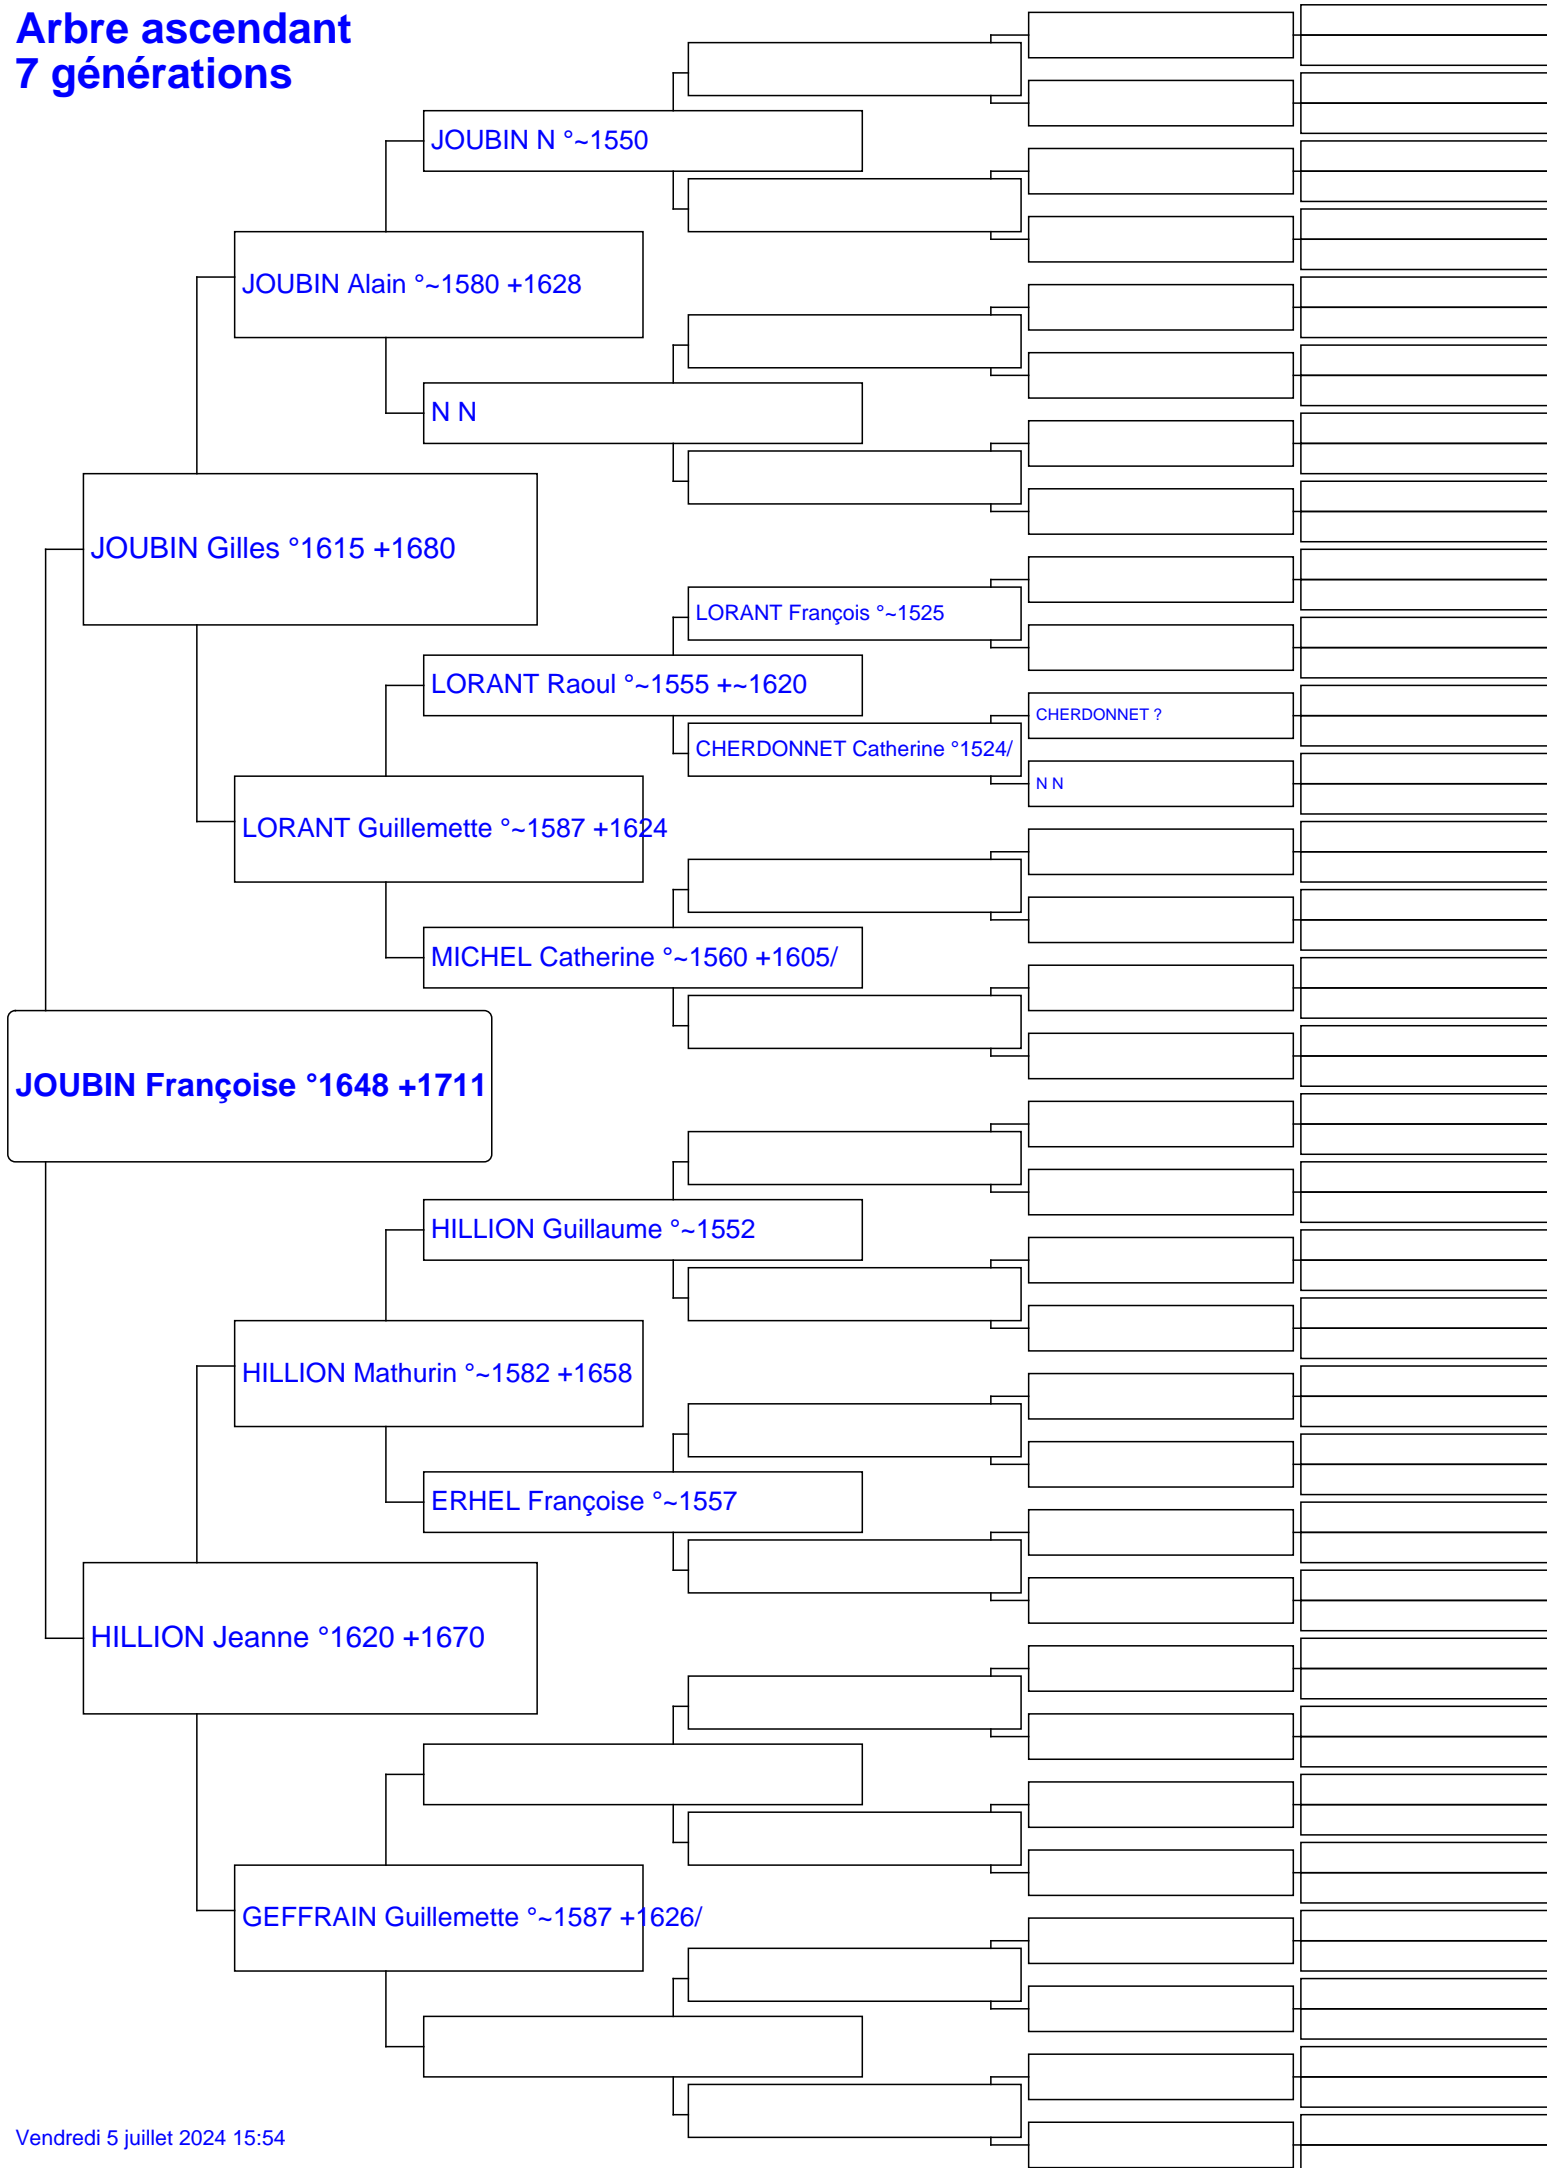 Arbre ascendant
7 générations
JOUBIN N °~1550
JOUBIN Alain °~1580 +1628
N N
JOUBIN Gilles °1615 +1680
LORANT François °~1525
LORANT Raoul °~1555 +~1620
CHERDONNET ?
CHERDONNET Catherine °1524/
N N
LORANT Guillemette °~1587 +1624
MICHEL Catherine °~1560 +1605/
JOUBIN Françoise °1648 +1711
HILLION Guillaume °~1552
HILLION Mathurin °~1582 +1658
ERHEL Françoise °~1557
HILLION Jeanne °1620 +1670
GEFFRAIN Guillemette °~1587 +1626/
Vendredi 5 juillet 2024 15:54